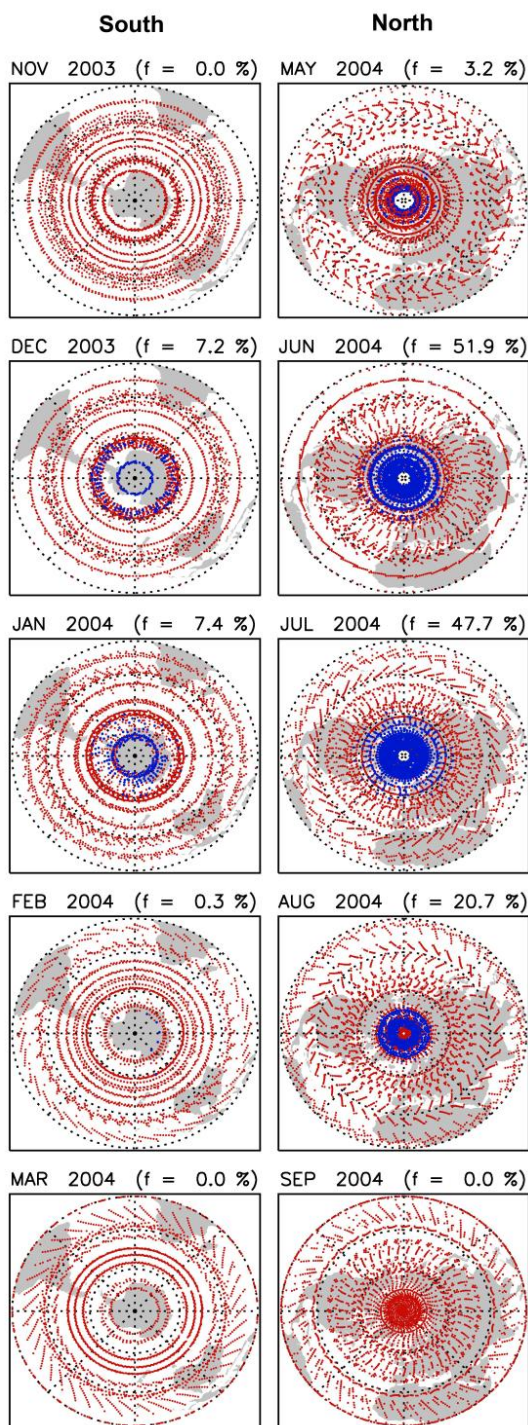 South North
NOV 2003 (f = 0.0 %) MAY 2004 (f = 3.2 %)
DEC 2003 (f = 7.2 %) JUN 2004 (f = 51.9 %)
JAN 2004 (f = 7.4 %) JUL 2004 (f = 47.7 %)
FEB 2004 (f = 0.3 %) AUG 2004 (f = 20.7 %)
MAR 2004 (f = 0.0 %) SEP 2004 (f = 0.0 %)